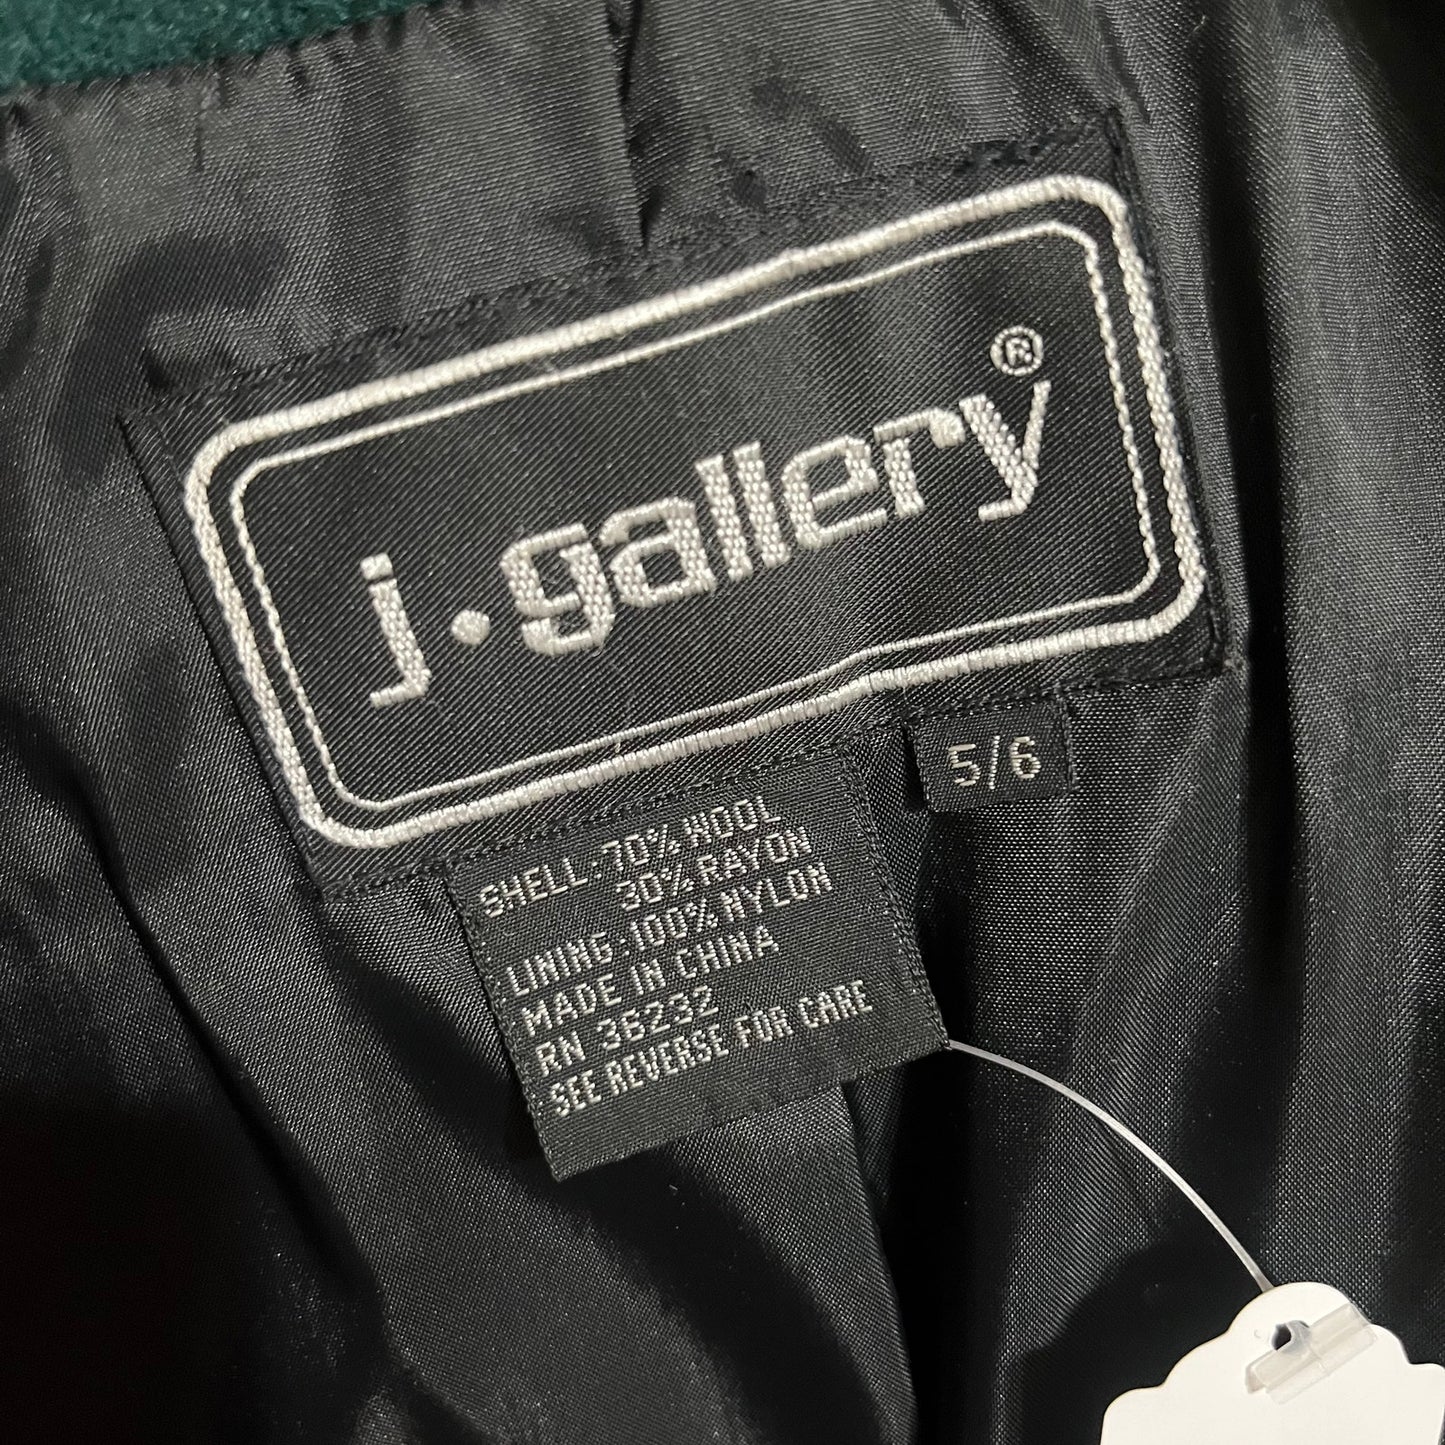 j.gallery®
5/6
SHELL:70% WOOL
30% RAYON
LINING:100% NYLON
MADE IN CHINA
RN 36232
SEE REVERSE FOR CARE